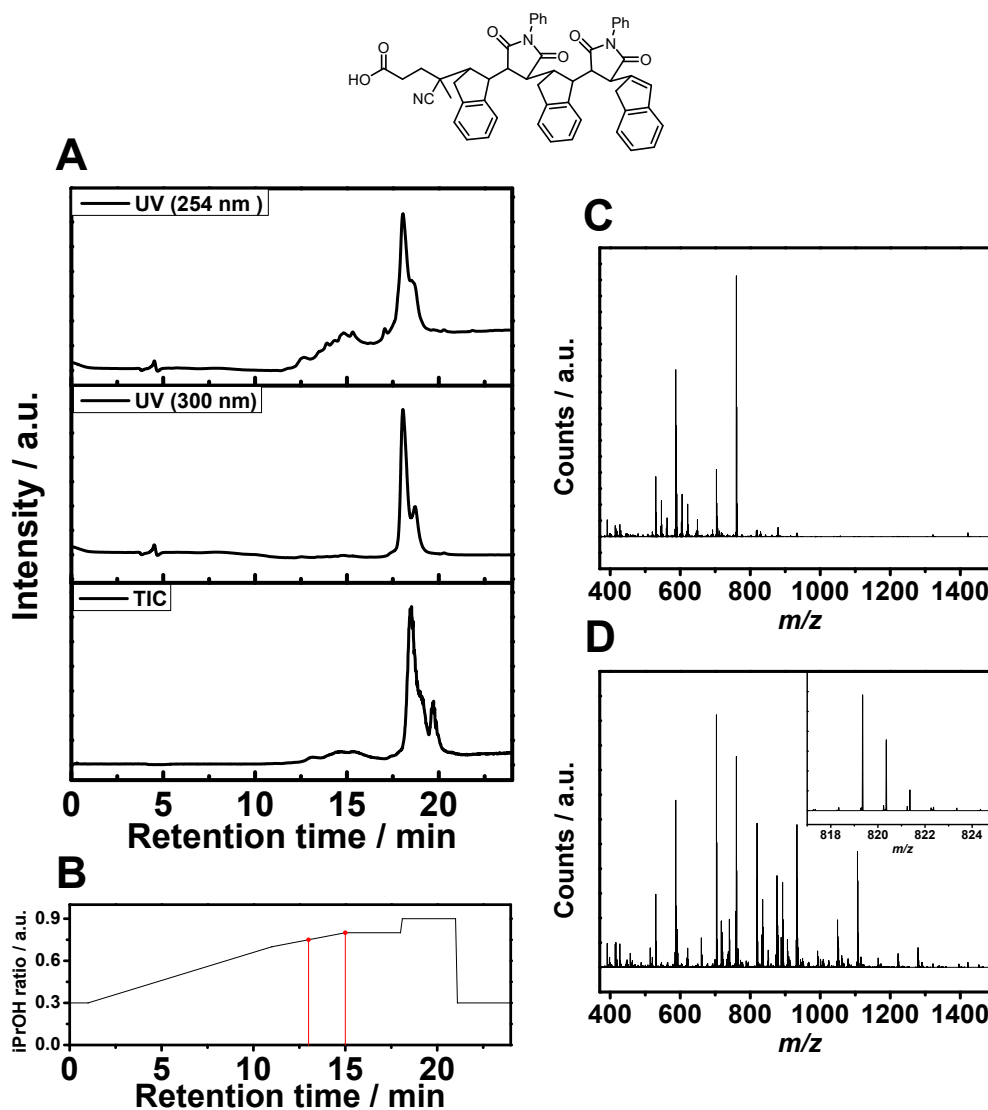 Ph
Ph
O
N
O
O
N
O
O
HO
NC
A
UV (254 nm )
UV (300 nm)
TIC
Intensity / a.u.
0 5 10 15 20
Retention time / min
B
iPrOH ratio / a.u.
0.9
0.6
0.3
0.0
0 5 10 15 20
Retention time / min
C
Counts / a.u.
400 600 800 1000 1200 1400
m/z
D
Counts / a.u.
818 820 822 824
m/z
400 600 800 1000 1200 1400
m/z